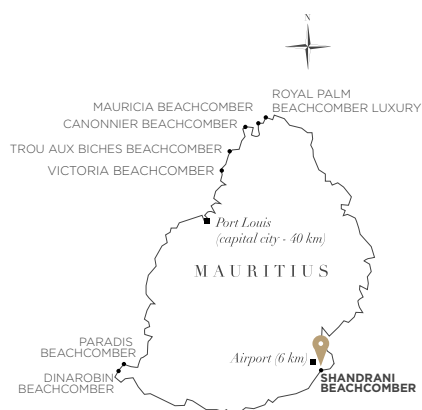 N
ROYAL PALM
BEACHCOMBER LUXURY
MAURICIA BEACHCOMBER
CANONNIER BEACHCOMBER
TROU AUX BICHES BEACHCOMBER
VICTORIA BEACHCOMBER
Port Louis
(capital city - 40 km)
MAURITIUS
PARADIS
BEACHCOMBER
Airport (6 km)
DINAROBIN
BEACHCOMBER
SHANDRANI
BEACHCOMBER